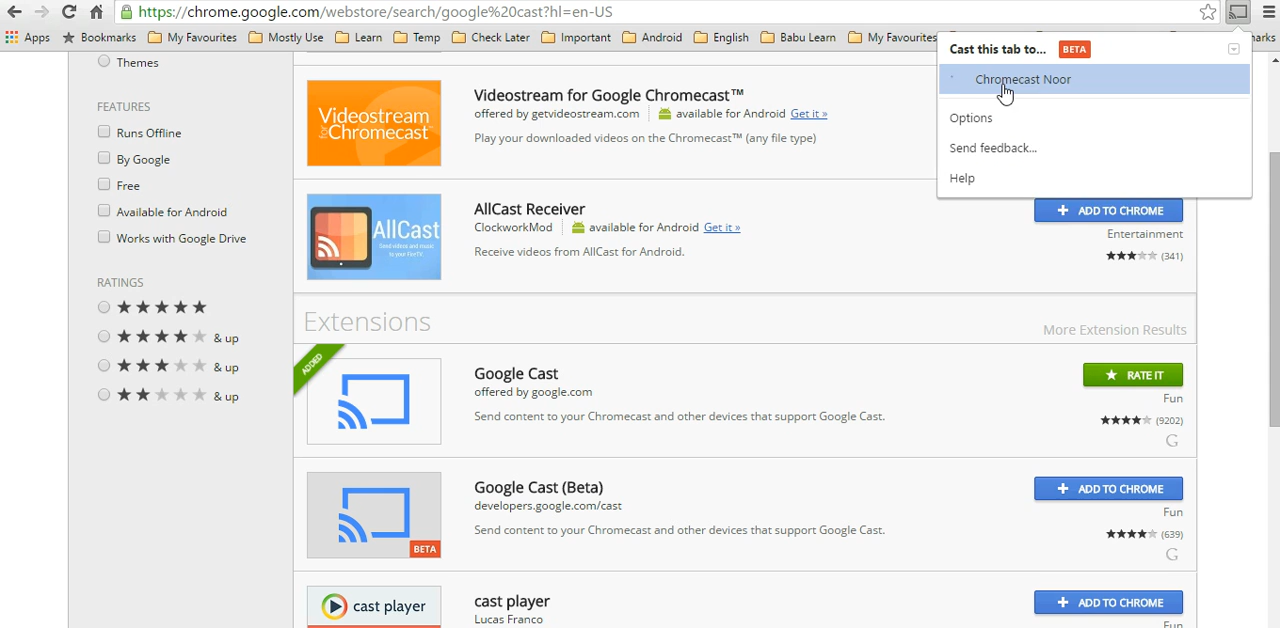 https://chrome.google.com/webstore/search/google%20cast?hl=en-US
Apps Bookmarks My Favourites Mostly Use Learn Temp Check Later Important Android English Babu Learn My Favourites
Cast this tab to... BETA
Chromecast Noor
Options
Send feedback...
Help
Themes
FEATURES
Runs Offline
By Google
Free
Available for Android
Works with Google Drive
RATINGS
& up
& up
& up
Videostream for Chromecast™
Videostream for Google Chromecast™
offered by getvideostream.com available for Android Get it »
Play your downloaded videos on the Chromecast™ (any file type)
AllCast
Send videos and music
to your FireTV.
AllCast Receiver
ClockworkMod available for Android Get it »
Receive videos from AllCast for Android.
ADD TO CHROME
Entertainment
(341)
Extensions
More Extension Results
ADDED
Google Cast
offered by google.com
Send content to your Chromecast and other devices that support Google Cast.
RATE IT
Fun
(9202)
G
BETA
Google Cast (Beta)
developers.google.com/cast
Send content to your Chromecast and other devices that support Google Cast.
ADD TO CHROME
Fun
(639)
G
cast player
cast player
Lucas Franco
ADD TO CHROME
Fun